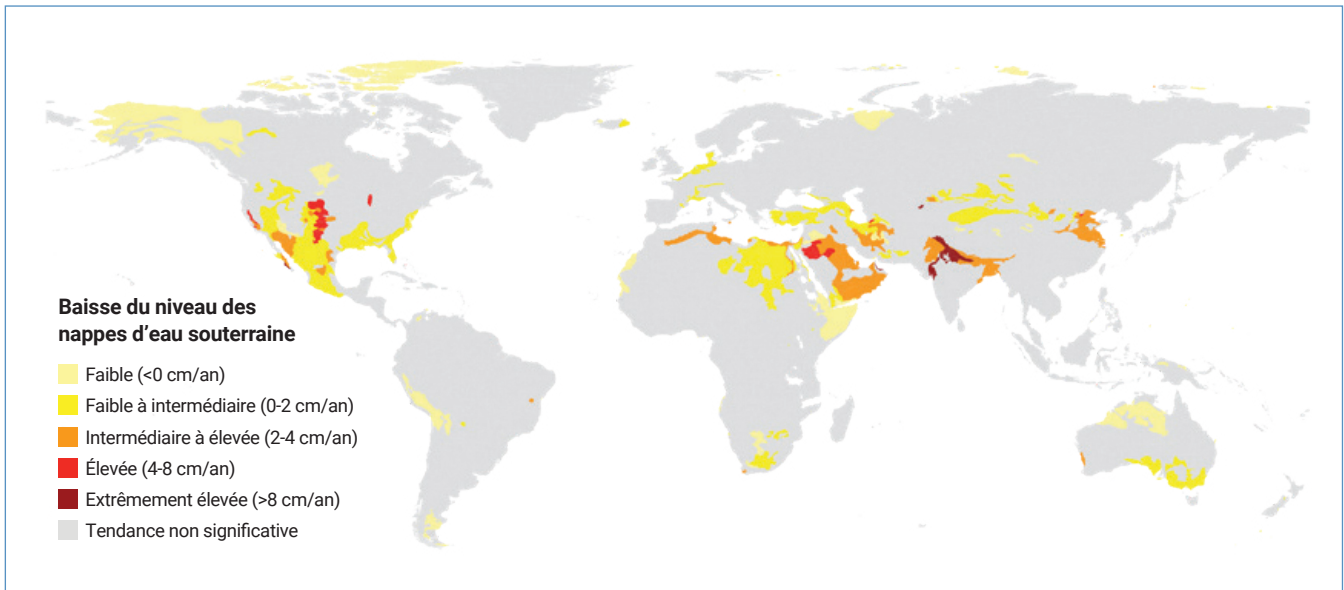 Baisse du niveau des
nappes d'eau souterraine
Faible (<0 cm/an)
Faible à intermédiaire (0-2 cm/an)
Intermédiaire à élevée (2-4 cm/an)
Élevée (4-8 cm/an)
Extrêmement élevée (>8 cm/an)
Tendance non significative